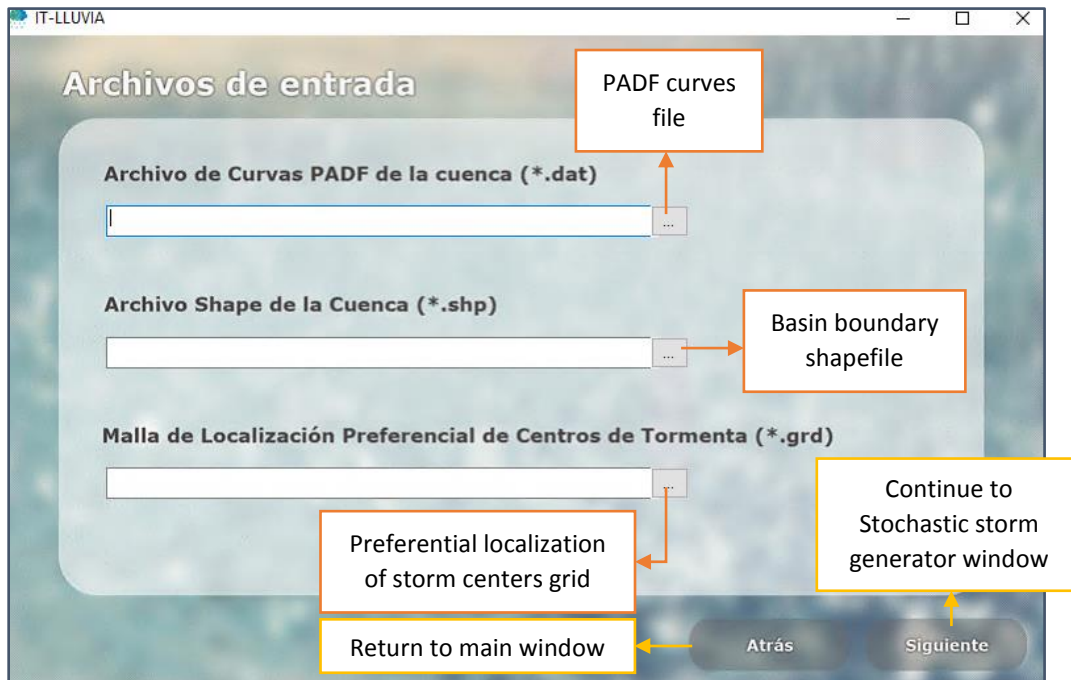 IT-LLUVIA
Archivos de entrada
PADF curves
file
Archivo de Curvas PADF de la cuenca (*.dat)
...
Archivo Shape de la Cuenca (*.shp)
...
Basin boundary
shapefile
Malla de Localización Preferencial de Centros de Tormenta (*.grd)
...
Continue to
Stochastic storm
generator window
Preferential localization
of storm centers grid
Return to main window
Atrás
Siguiente